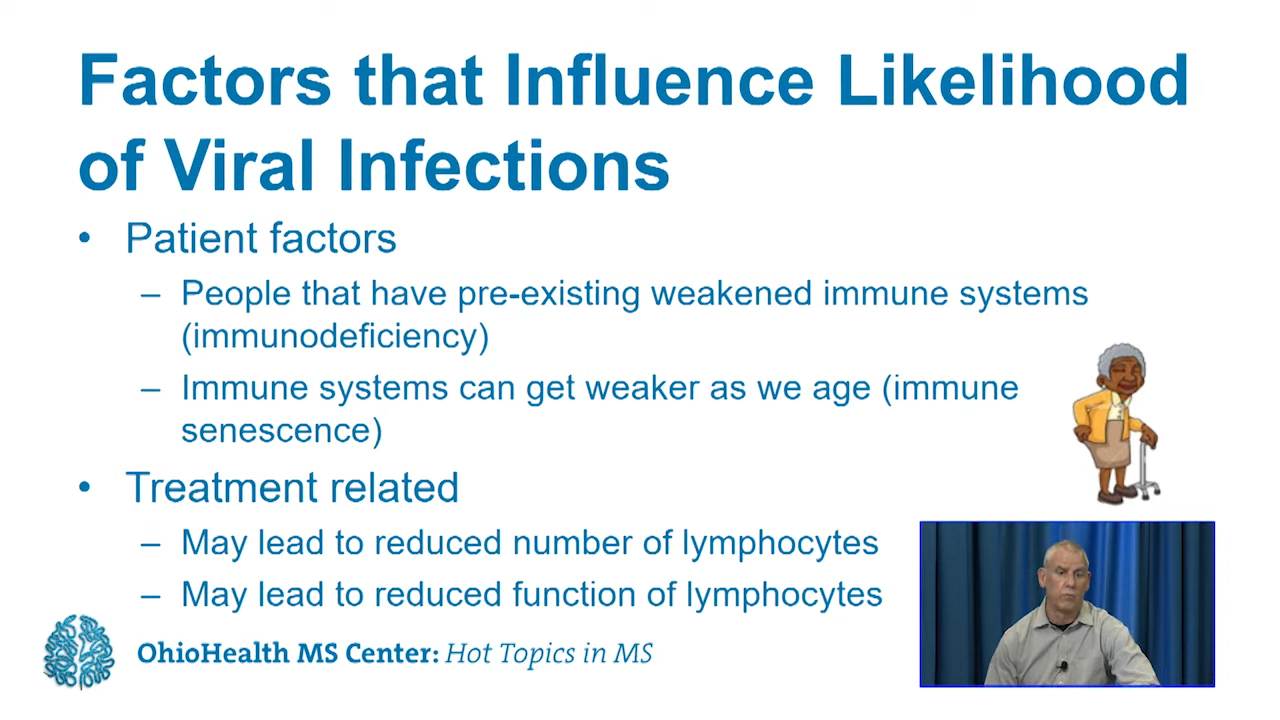 Factors that Influence Likelihood
of Viral Infections
• Patient factors
– People that have pre-existing weakened immune systems
(immunodeficiency)
– Immune systems can get weaker as we age (immune
senescence)
• Treatment related
– May lead to reduced number of lymphocytes
– May lead to reduced function of lymphocytes
OhioHealth MS Center: Hot Topics in MS